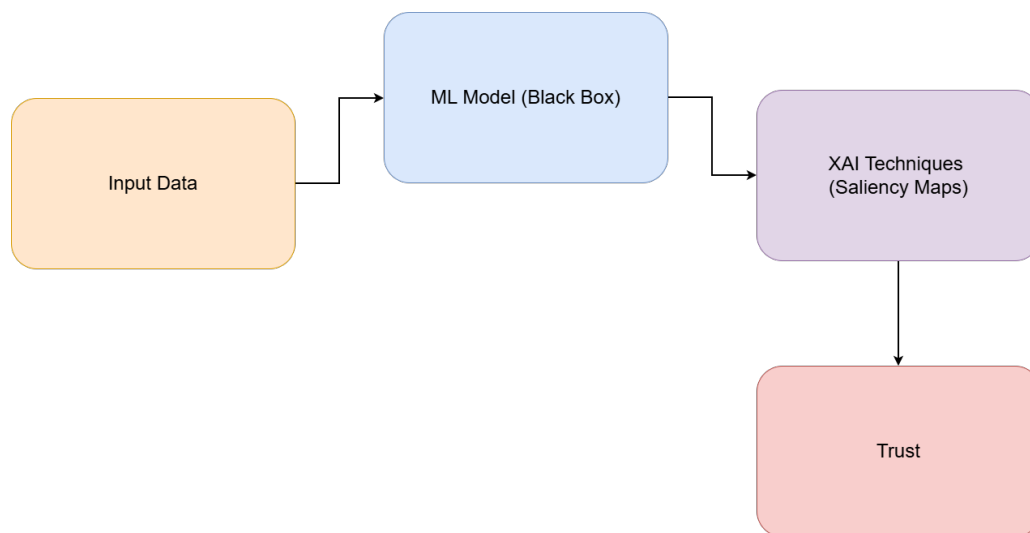 ML Model (Black Box)
Input Data
XAI Techniques
(Saliency Maps)
Trust